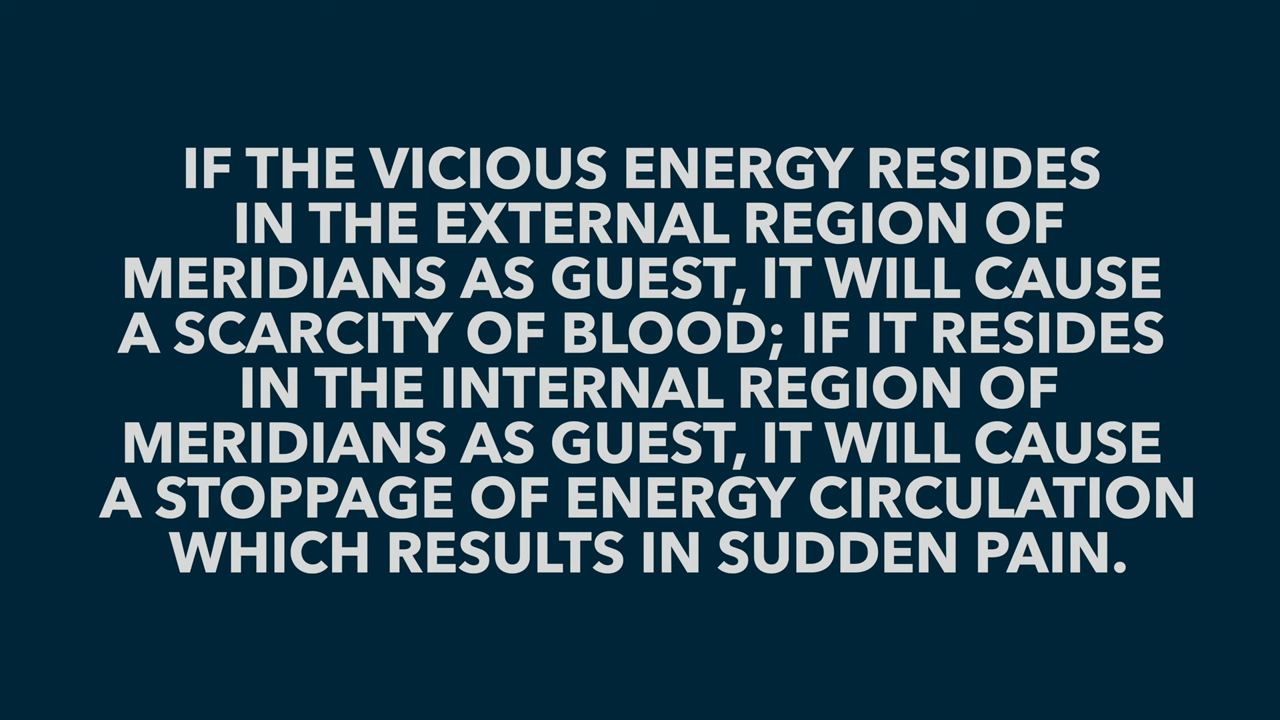 IF THE VICIOUS ENERGY RESIDES
IN THE EXTERNAL REGION OF
MERIDIANS AS GUEST, IT WILL CAUSE
A SCARCITY OF BLOOD; IF IT RESIDES
IN THE INTERNAL REGION OF
MERIDIANS AS GUEST, IT WILL CAUSE
A STOPPAGE OF ENERGY CIRCULATION
WHICH RESULTS IN SUDDEN PAIN.